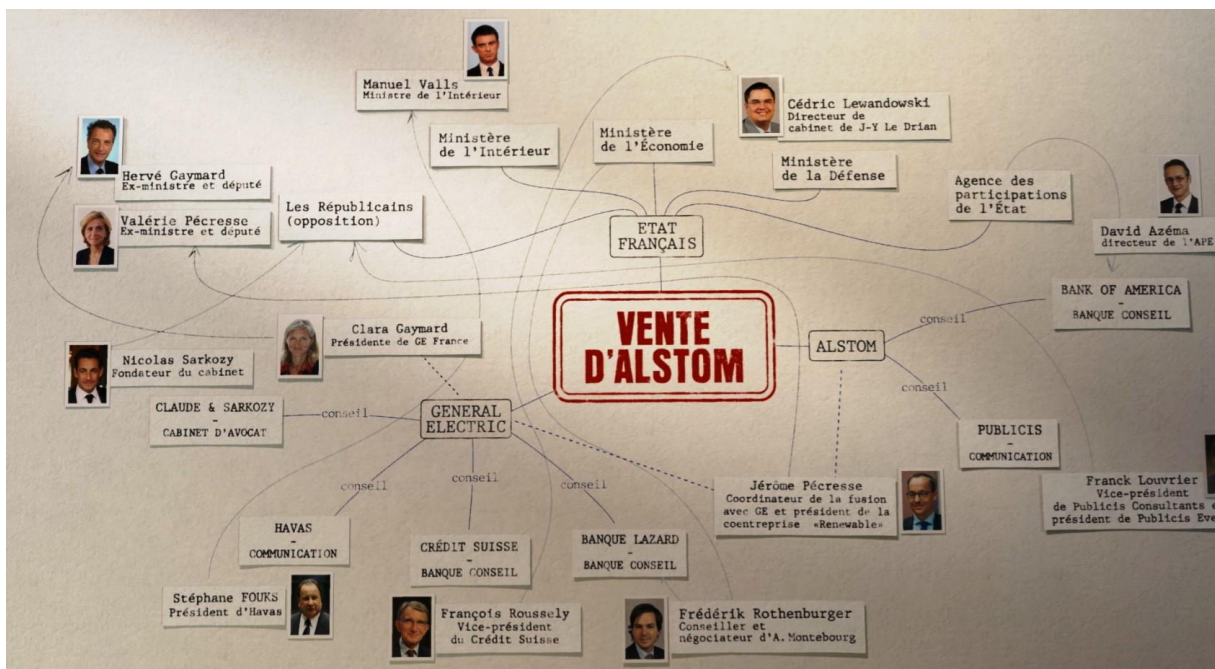 Manuel Valls
Ministre de l'Intérieur
Cédric Lewandowski
Directeur de
cabinet de J-Y Le Drian
Hervé Gaymard
Ex-ministre et député
Ministère
de l'Intérieur
Ministère
de l'Économie
Ministère
de la Défense
Agence des
participations
de l'État
Valérie Pécresse
Ex-ministre et député
Les Républicains
(opposition)
ETAT
FRANÇAIS
David Azéma
directeur de l'APE
BANK OF AMERICA
-
BANQUE CONSEIL
conseil
VENTE
D'ALSTOM
ALSTOM
Clara Gaymard
Présidente de GE France
Nicolas Sarkozy
Fondateur du cabinet
conseil
CLAUDE & SARKOZY
-
CABINET D'AVOCAT
conseil
GENERAL
ELECTRIC
PUBLICIS
-
COMMUNICATION
conseil
conseil
conseil
Jérôme Pécresse
Coordinateur de la fusion
avec GE et président de la
coentreprise «Renewable»
Franck Louvrier
Vice-président
de Publicis Consultants e
président de Publicis Eve
HAVAS
-
COMMUNICATION
CRÉDIT SUISSE
-
BANQUE CONSEIL
BANQUE LAZARD
-
BANQUE CONSEIL
Stéphane FOUKS
Président d'Havas
François Roussely
Vice-président
du Crédit Suisse
Frédérik Rothenburger
Conseiller et
négociateur d'A. Montebourg